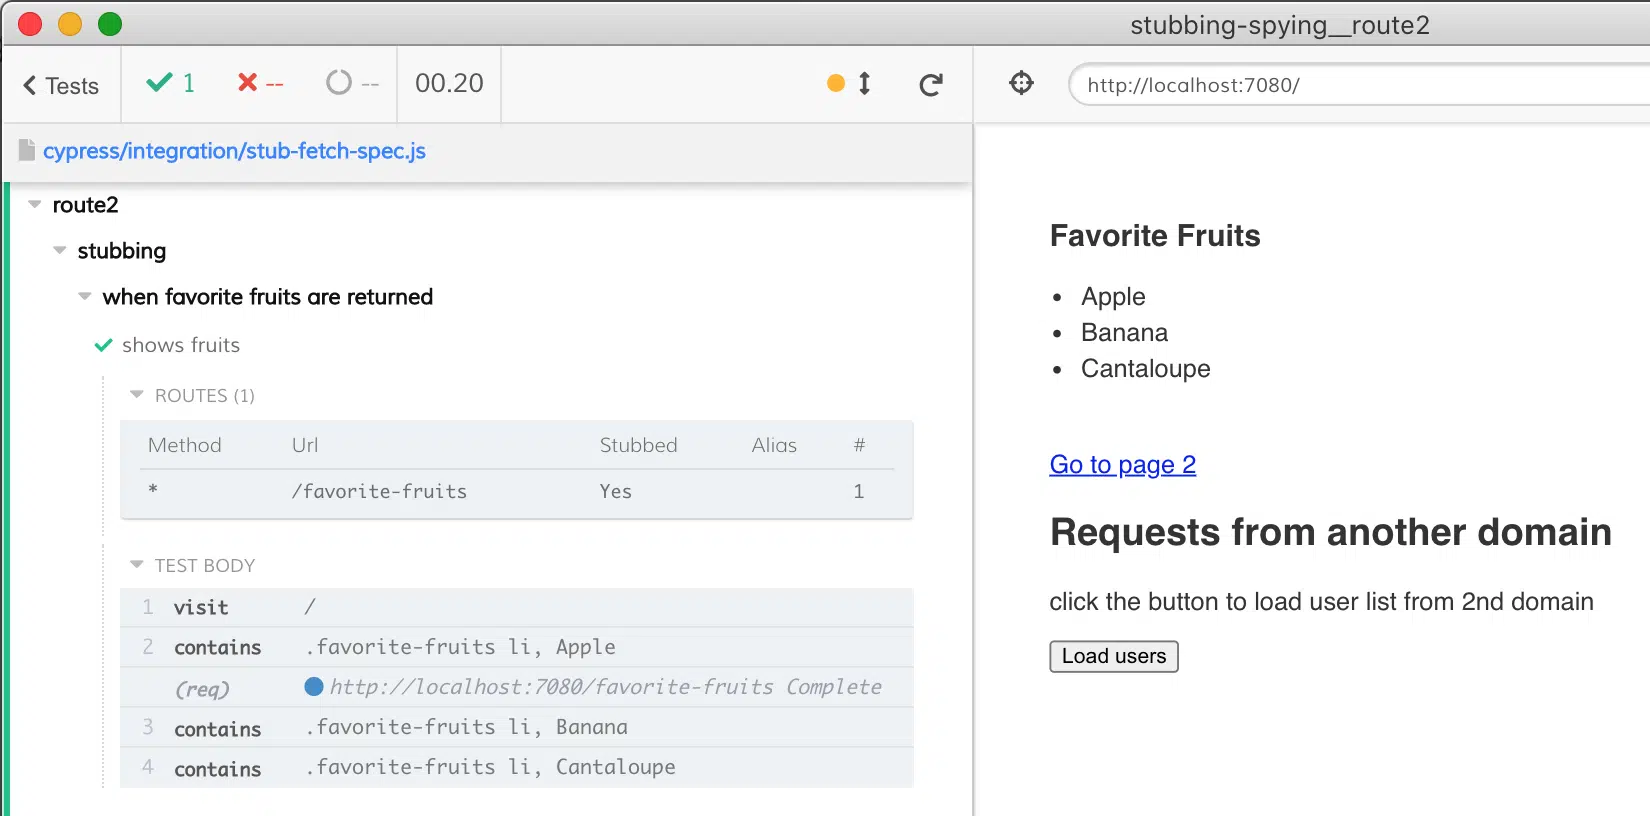 stubbing-spying__route2
Tests
1
--
--
00.20
http://localhost:7080/
cypress/integration/stub-fetch-spec.js
route2
stubbing
when favorite fruits are returned
shows fruits
ROUTES (1)
Method Url Stubbed Alias #
* /favorite-fruits Yes 1
TEST BODY
1 visit /
2 contains .favorite-fruits li, Apple
(req) http://localhost:7080/favorite-fruits Complete
3 contains .favorite-fruits li, Banana
4 contains .favorite-fruits li, Cantaloupe
Favorite Fruits
• Apple
• Banana
• Cantaloupe
Go to page 2
Requests from another domain
click the button to load user list from 2nd domain
Load users